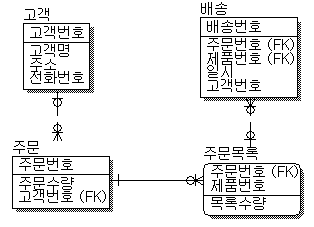 고객
고객번호
고객명
주소
전화번호
배송
배송번호
주문번호 (FK)
제품번호 (FK)
일시
고객번호
주문
주문번호
주문수량
고객번호 (FK)
주문목록
주문번호 (FK)
제품번호
목록수량